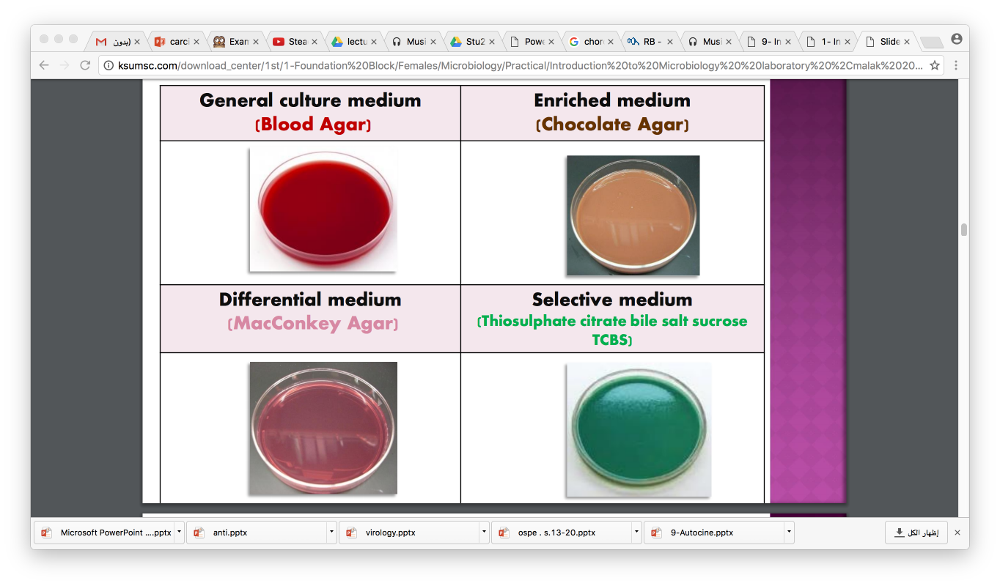 (بدون
carci
Exan
Stea
lectu
Musi
Stu2
Powe
chor
RB -
Musi
9- In
1- In
Slide
ksumsc.com/download_center/1st/1-Foundation%20Block/Females/Microbiology/Practical/Introduction%20to%20Microbiology%20%20laboratory%20%2Cmalak%2020...
General culture medium
(Blood Agar)
Enriched medium
(Chocolate Agar)
Differential medium
(MacConkey Agar)
Selective medium
(Thiosulphate citrate bile salt sucrose
TCBS)
Microsoft PowerPoint ....pptx
anti.pptx
virology.pptx
ospe . s.13-20.pptx
9-Autocine.pptx
إظهار الكل